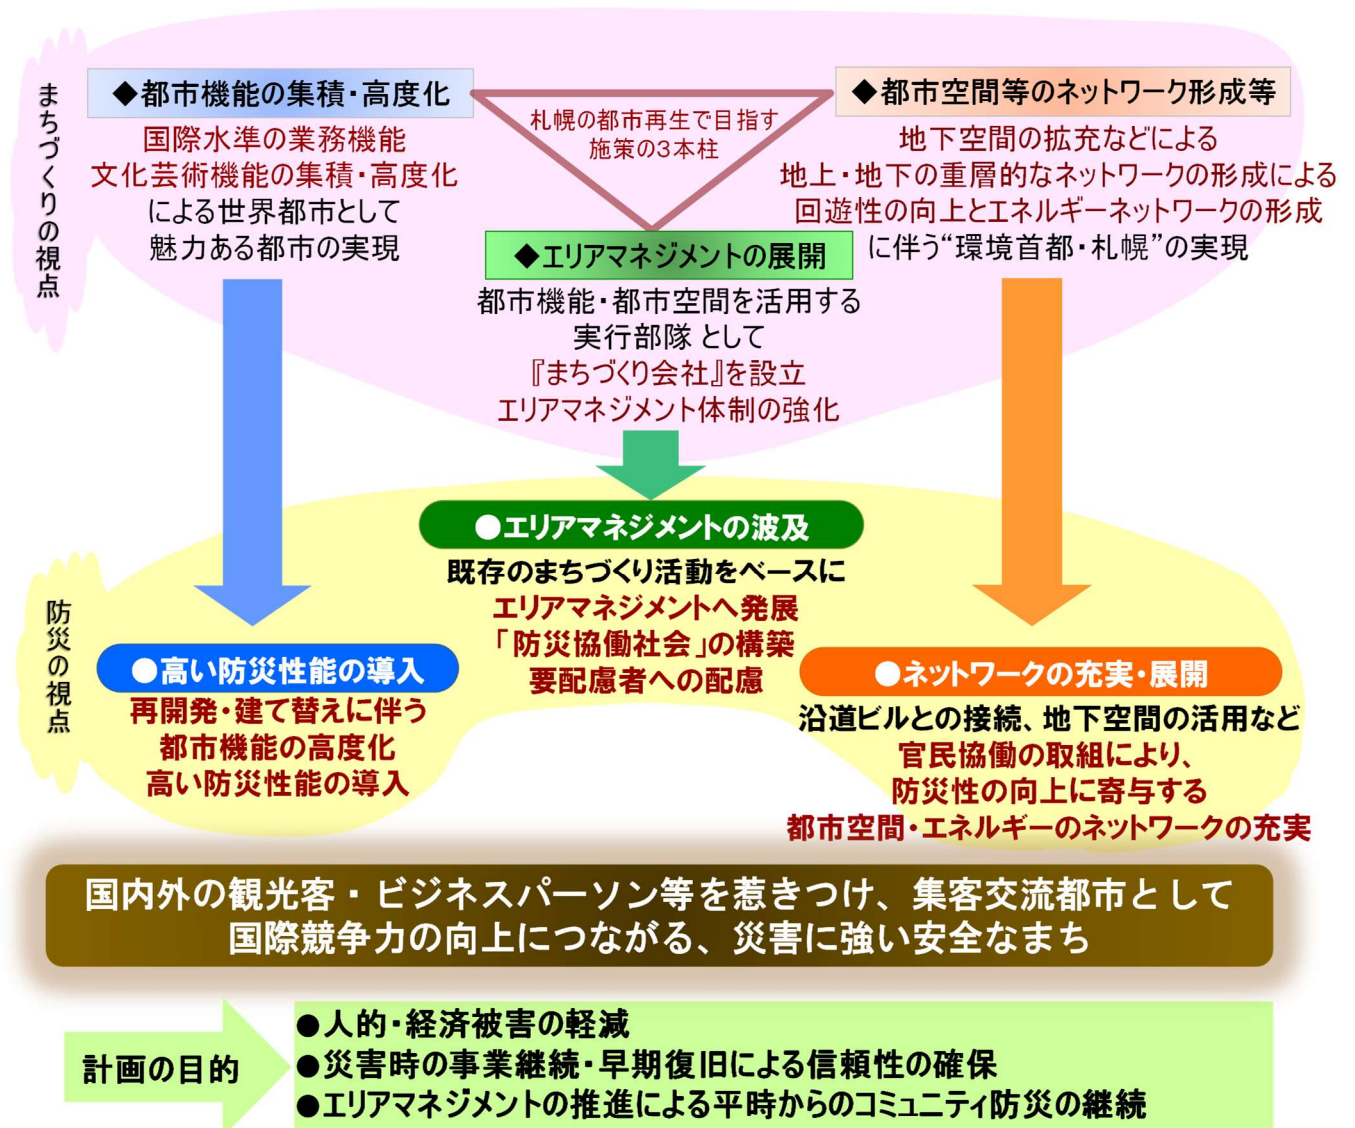 まちづくりの視点
◆都市機能の集積・高度化
国際水準の業務機能
文化芸術機能の集積・高度化
による世界都市として
魅力ある都市の実現
札幌の都市再生で目指す
施策の3本柱
◆都市空間等のネットワーク形成等
地下空間の拡充などによる
地上・地下の重層的なネットワークの形成による
回遊性の向上とエネルギーネットワークの形成
に伴う“環境首都・札幌”の実現
◆エリアマネジメントの展開
都市機能・都市空間を活用する
実行部隊 として
『まちづくり会社』を設立
エリアマネジメント体制の強化
防災の視点
●エリアマネジメントの波及
既存のまちづくり活動をベースに
エリアマネジメントへ発展
「防災協働社会」の構築
要配慮者への配慮
●高い防災性能の導入
再開発・建て替えに伴う
都市機能の高度化
高い防災性能の導入
●ネットワークの充実・展開
沿道ビルとの接続、地下空間の活用など
官民協働の取組により、
防災性の向上に寄与する
都市空間・エネルギーのネットワークの充実
国内外の観光客・ビジネスパーソン等を惹きつけ、集客交流都市として
国際競争力の向上につながる、災害に強い安全なまち
計画の目的
●人的・経済被害の軽減
●災害時の事業継続・早期復旧による信頼性の確保
●エリアマネジメントの推進による平時からのコミュニティ防災の継続